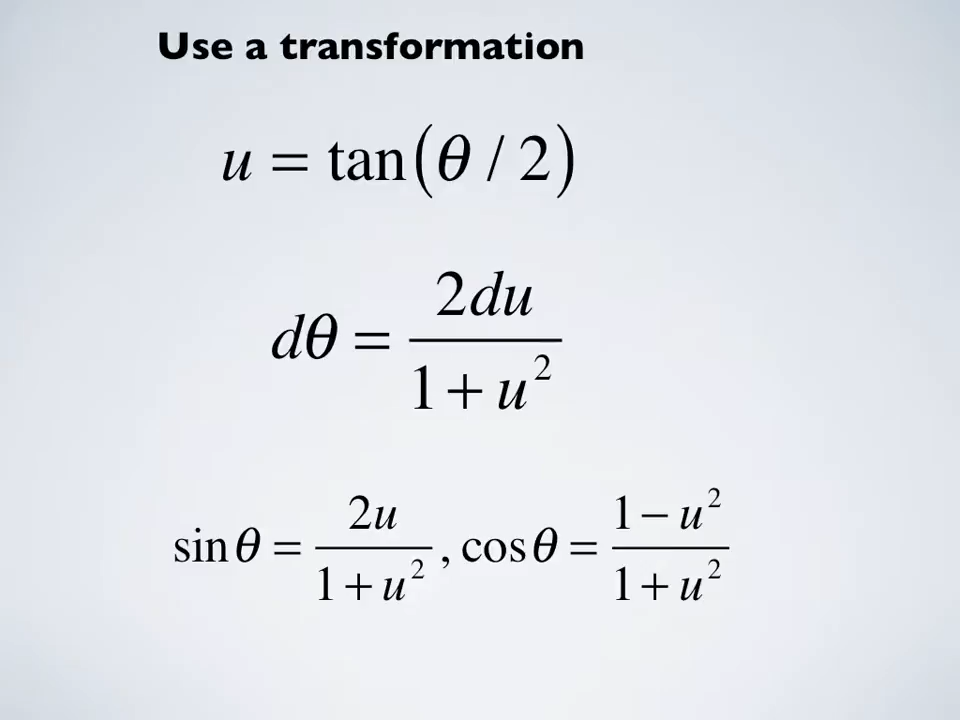 Use a transformation
u = tan(θ / 2)
dθ = 2du / 1 + u²
sin θ = 2u / 1 + u² , cos θ = 1 − u² / 1 + u²